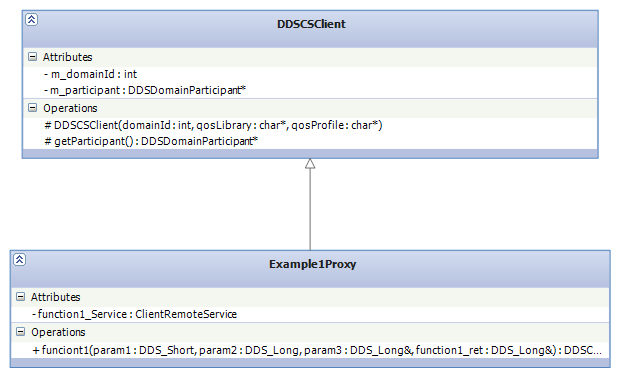 DDSCSClient
Attributes
- m_domainId : int
- m_participant : DDSDomainParticipant*
Operations
# DDSCSClient(domainId : int, qosLibrary : char*, qosProfile : char*)
# getParticipant() : DDSDomainParticipant*
Example1Proxy
Attributes
- function1_Service : ClientRemoteService
Operations
+ funciont1(param1 : DDS_Short, param2 : DDS_Long, param3 : DDS_Long&, function1_ret : DDS_Long&) : DDSC...